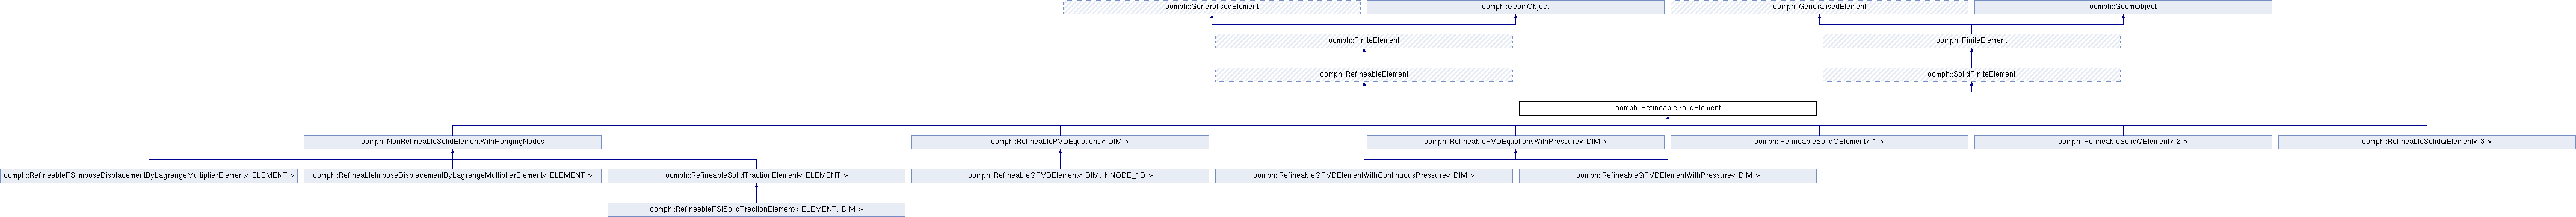 oomph::GeneralisedElement
oomph::GeomObject
oomph::GeneralisedElement
oomph::GeomObject
oomph::FiniteElement
oomph::FiniteElement
oomph::RefineableElement
oomph::SolidFiniteElement
oomph::RefineableSolidElement
oomph::NonRefineableSolidElementWithHangingNodes
oomph::RefineablePVDEquations< DIM >
oomph::RefineablePVDEquationsWithPressure< DIM >
oomph::RefineableSolidQElement< 1 >
oomph::RefineableSolidQElement< 2 >
oomph::RefineableSolidQElement< 3 >
oomph::RefineableFSIImposeDisplacementByLagrangeMultiplierElement< ELEMENT >
oomph::RefineableImposeDisplacementByLagrangeMultiplierElement< ELEMENT >
oomph::RefineableSolidTractionElement< ELEMENT >
oomph::RefineableQPVDElement< DIM, NNODE_1D >
oomph::RefineableQPVDElementWithContinuousPressure< DIM >
oomph::RefineableQPVDElementWithPressure< DIM >
oomph::RefineableFSISolidTractionElement< ELEMENT, DIM >